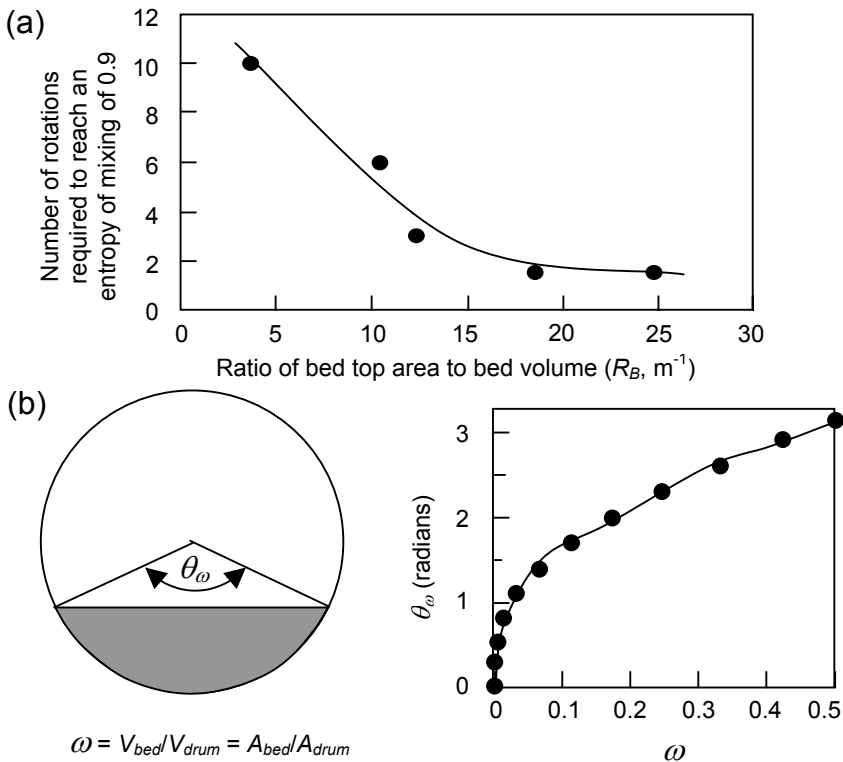 (a)
Number of rotations
required to reach an
entropy of mixing of 0.9
12
10
8
6
4
2
0
0 5 10 15 20 25 30
Ratio of bed top area to bed volume (R_B, m⁻¹)
(b)
θ_ω
ω = V_bed/V_drum = A_bed/A_drum
θ_ω (radians)
3
2
1
0
0 0.1 0.2 0.3 0.4 0.5
ω